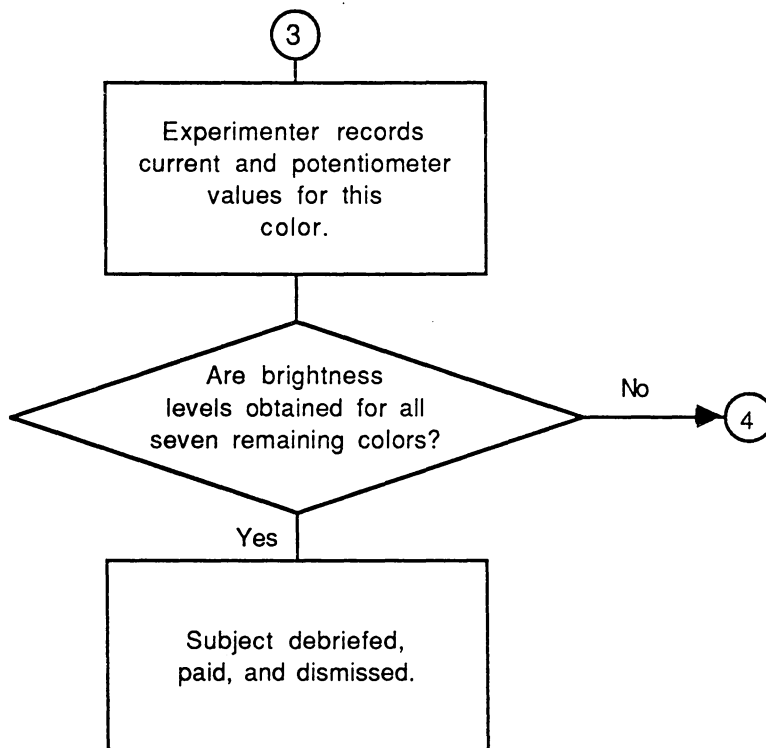 3
Experimenter records
current and potentiometer
values for this
color.
Are brightness
levels obtained for all
seven remaining colors?
No
4
Yes
Subject debriefed,
paid, and dismissed.